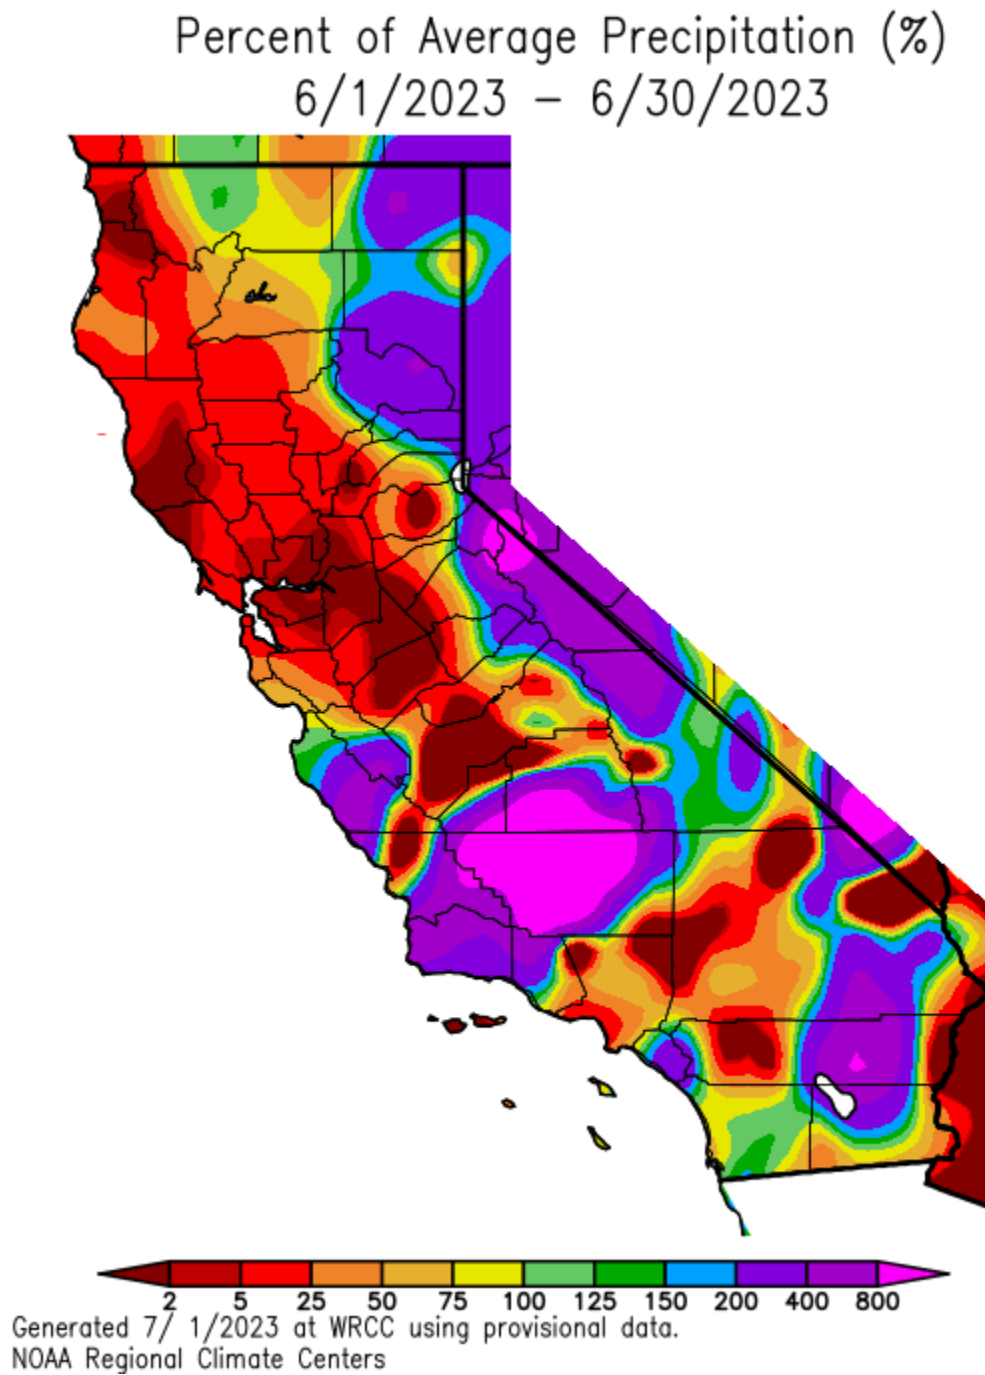 Percent of Average Precipitation (%)
6/1/2023 – 6/30/2023
2 5 25 50 75 100 125 150 200 400 800
Generated 7/ 1/2023 at WRCC using provisional data.
NOAA Regional Climate Centers